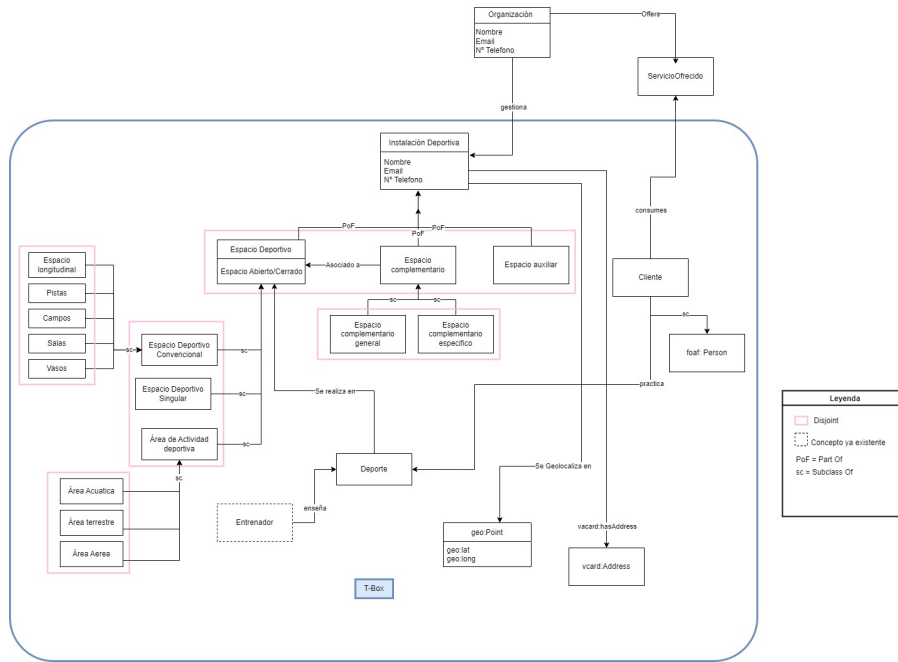 Organización
Nombre
Email
Nº Telefono
Offers
ServicioOfrecido
gestiona
Instalación Deportiva
Nombre
Email
Nº Telefono
consumes
PoF
PoF
PoF
Espacio Deportivo
Espacio Abierto/Cerrado
Asociado a
Espacio
complementario
Espacio auxiliar
Cliente
Espacio
longitudinal
Pistas
Campos
Salas
Vasos
sc
sc
sc
Espacio
complementario
general
Espacio
complementario
especifico
sc
foaf: Person
Espacio Deportivo
Convencional
sc
Espacio Deportivo
Singular
sc
Área de Actividad
deportiva
sc
Se realiza en
practica
Leyenda
Disjoint
Concepto ya existente
PoF = Part Of
sc = Subclass Of
sc
Deporte
Se Geolocaliza en
Área Acuatica
Área terrestre
Área Aerea
Entrenador
enseña
geo:Point
geo:lat
geo:long
vacard:hasAddress
vcard:Address
T-Box